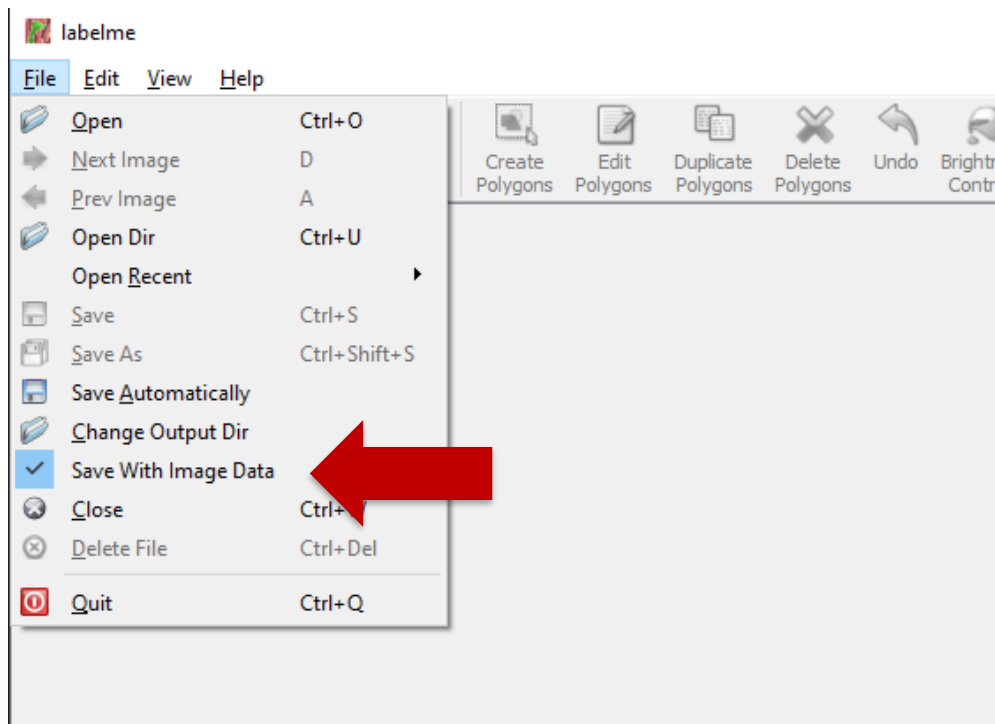 labelme
File Edit View Help
Open Ctrl+O
Next Image D
Prev Image A
Open Dir Ctrl+U
Open Recent
Save Ctrl+S
Save As Ctrl+Shift+S
Save Automatically
Change Output Dir
Save With Image Data
Close Ctrl+
Delete File Ctrl+Del
Quit Ctrl+Q
Create Polygons
Edit Polygons
Duplicate Polygons
Delete Polygons
Undo